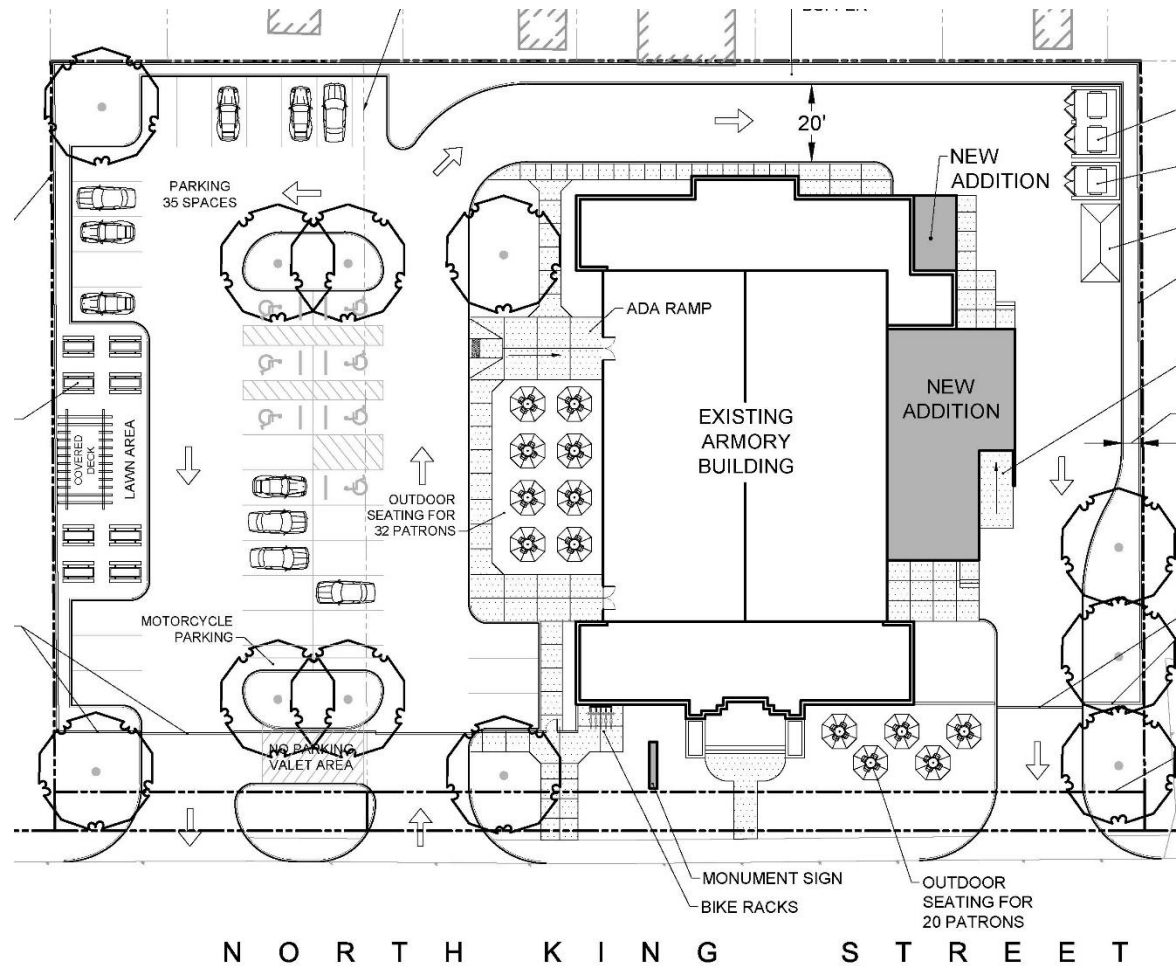 BUFFER
20'
NEW
ADDITION
PARKING
35 SPACES
ADA RAMP
NEW
ADDITION
EXISTING
ARMORY
BUILDING
COVERED
DECK
LAWN AREA
OUTDOOR
SEATING FOR
32 PATRONS
MOTORCYCLE
PARKING
NO PARKING
VALET AREA
MONUMENT SIGN
BIKE RACKS
OUTDOOR
SEATING FOR
20 PATRONS
NORTH KING STREET